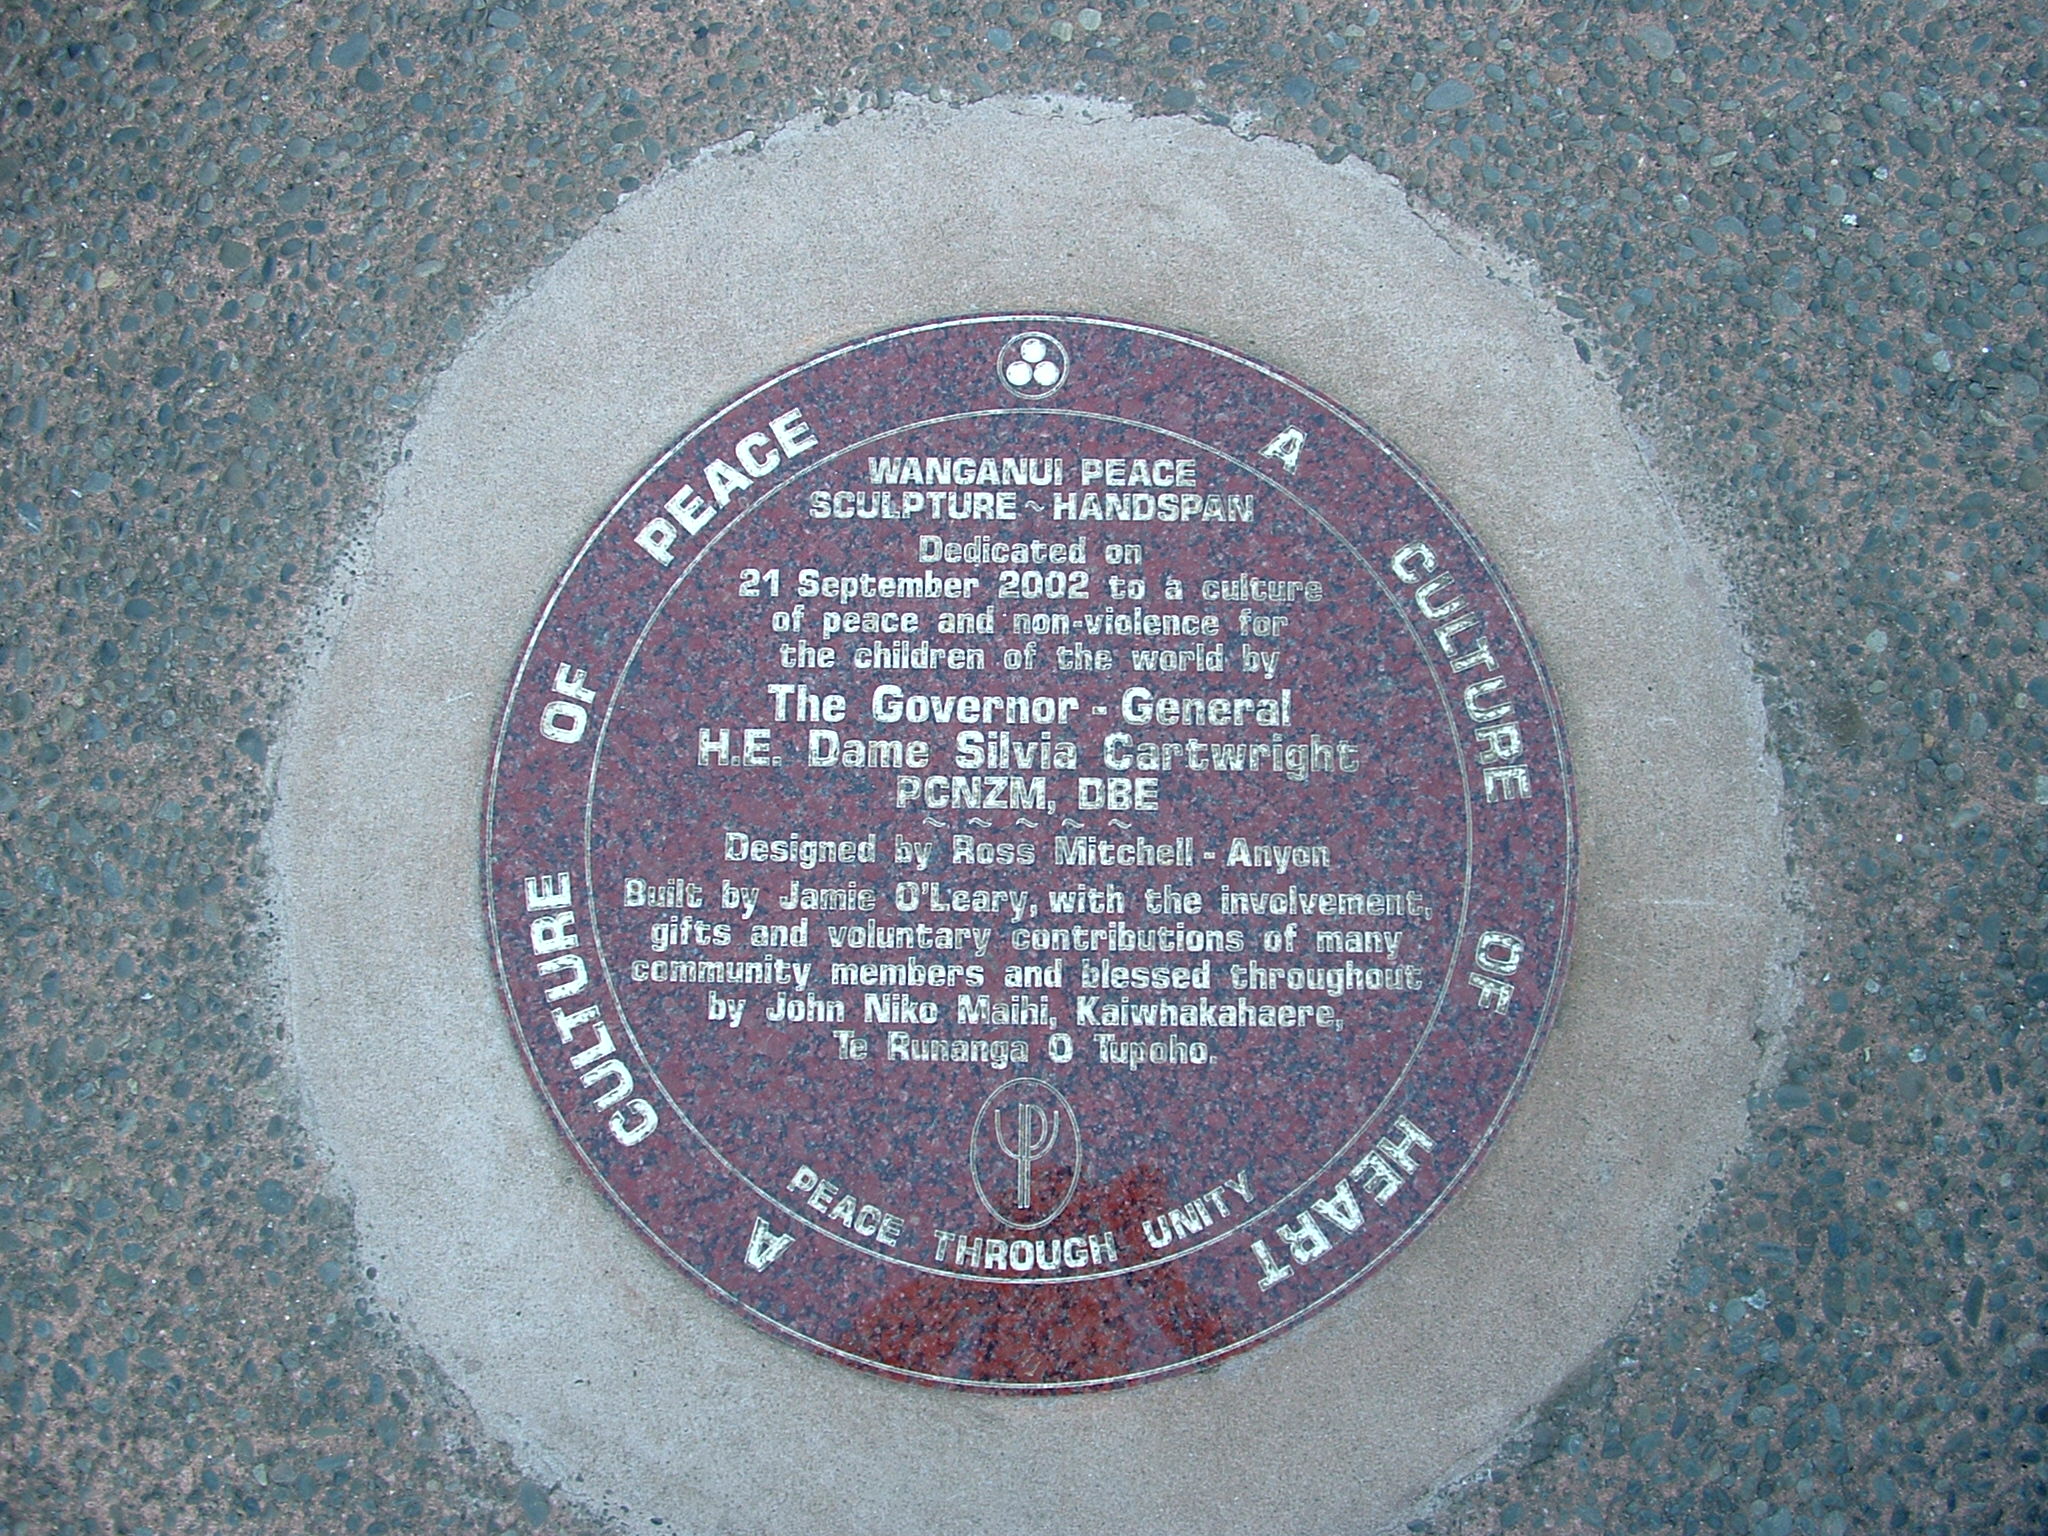 WANGANUI PEACE
SCULPTURE ~ HANDSPAN
Dedicated on
21 September 2002 to a culture
of peace and non-violence for
the children of the world by
The Governor - General
H.E. Dame Silvia Cartwright
PCNZM, DBE
~ ~ ~ ~ ~
Designed by Ross Mitchell - Anyon
Built by Jamie O'Leary, with the involvement,
gifts and voluntary contributions of many
community members and blessed throughout
by John Niko Maihi, Kaiwhakahaere,
Te Runanga O Tupoho.
PEACE THROUGH UNITY
A CULTURE OF HEART
A CULTURE OF PEACE